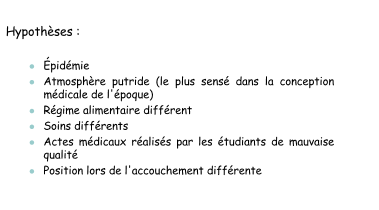 Hypothèses :
Épidémie
Atmosphère putride (le plus sensé dans la conception
médicale de l'époque)
Régime alimentaire différent
Soins différents
Actes médicaux réalisés par les étudiants de mauvaise
qualité
Position lors de l'accouchement différente